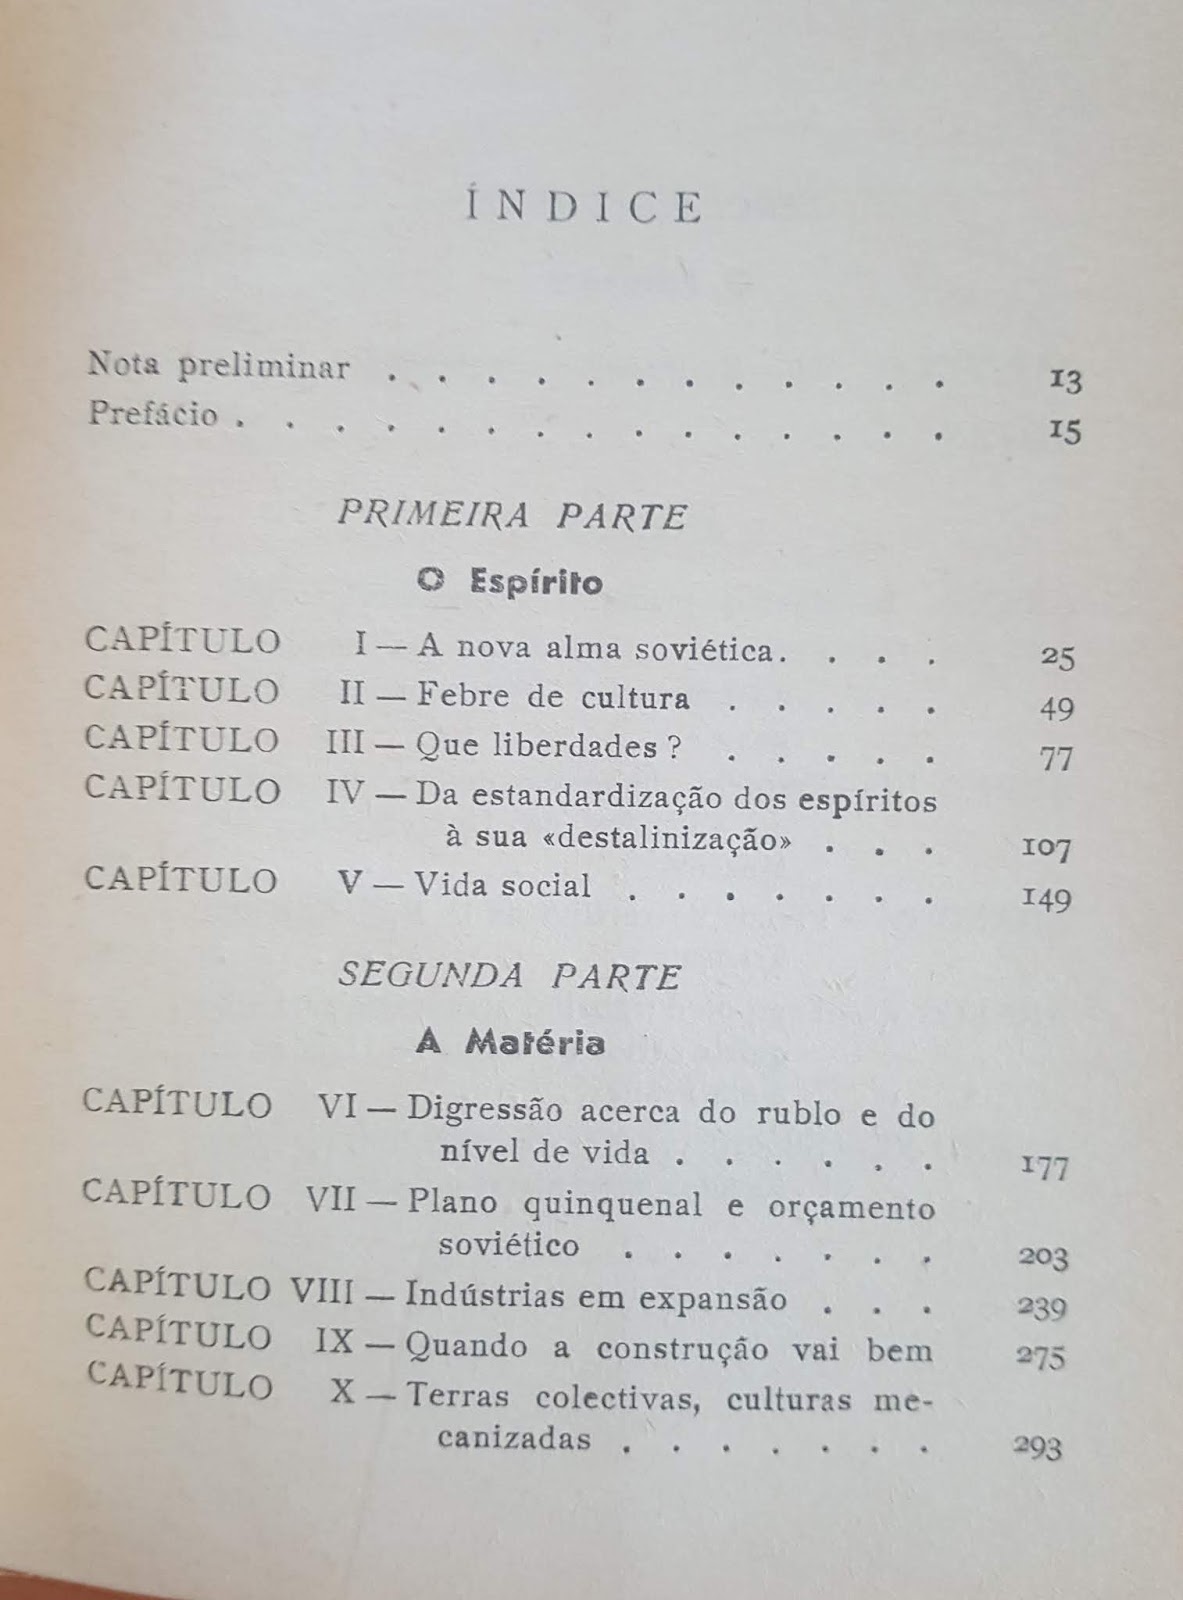 ÍNDICE
Nota preliminar . . . . . . . . . . . . 13
Prefácio . . . . . . . . . . . . . . . 15
PRIMEIRA PARTE
O Espírito
CAPÍTULO I — A nova alma soviética. . . . . 25
CAPÍTULO II — Febre de cultura . . . . . 49
CAPÍTULO III — Que liberdades ? . . . . . 77
CAPÍTULO IV — Da estandardização dos espíritos
à sua «destalinização» . . . 107
CAPÍTULO V — Vida social . . . . . . . 149
SEGUNDA PARTE
A Matéria
CAPÍTULO VI — Digressão acerca do rublo e do
nível de vida . . . . . . 177
CAPÍTULO VII — Plano quinquenal e orçamento
soviético . . . . . . . 203
CAPÍTULO VIII — Indústrias em expansão . . . 239
CAPÍTULO IX — Quando a construção vai bem 275
CAPÍTULO X — Terras colectivas, culturas me-
canizadas . . . . . . . 293